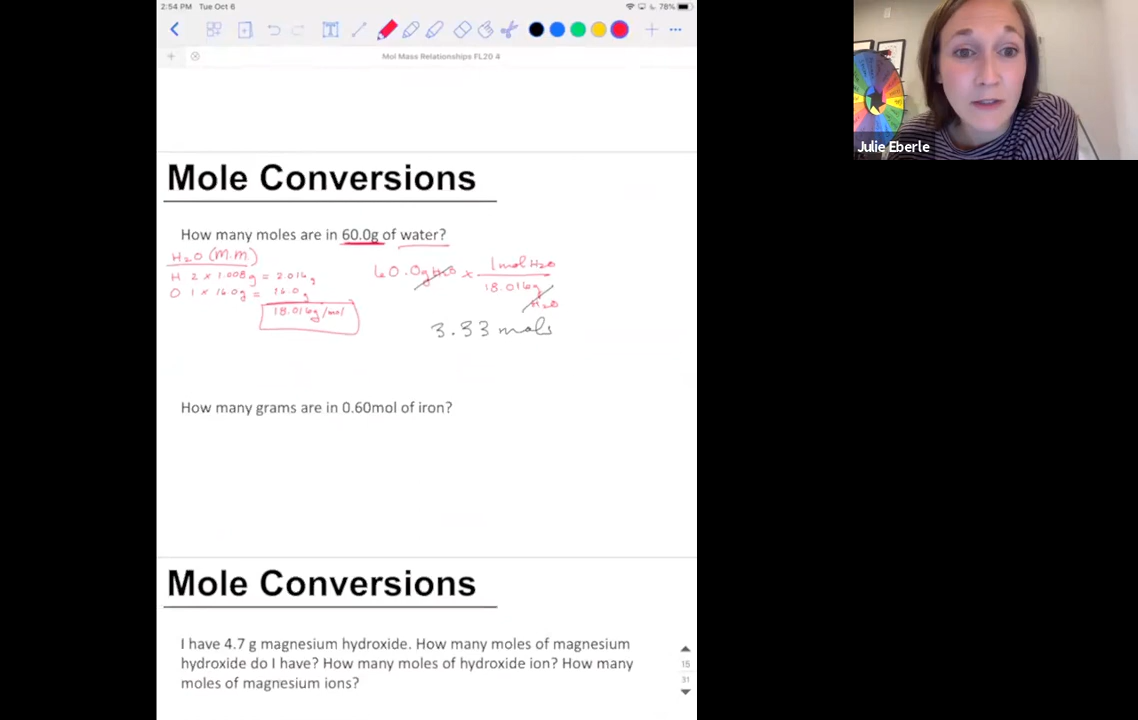 2:54 PM Tue Oct 6
78%
Mol Mass Relationships FL20 4
Julie Eberle
Mole Conversions
How many moles are in 60.0g of water?
H2O (m.m.)
H 2 x 1.008g = 2.016g
O 1 x 16.0g = 16.0g
18.016g/mol
60.0g H2O x 1 mol H2O
18.016g
H2O
3.33 mols
How many grams are in 0.60mol of iron?
Mole Conversions
I have 4.7 g magnesium hydroxide. How many moles of magnesium
hydroxide do I have? How many moles of hydroxide ion? How many
moles of magnesium ions?
15
31